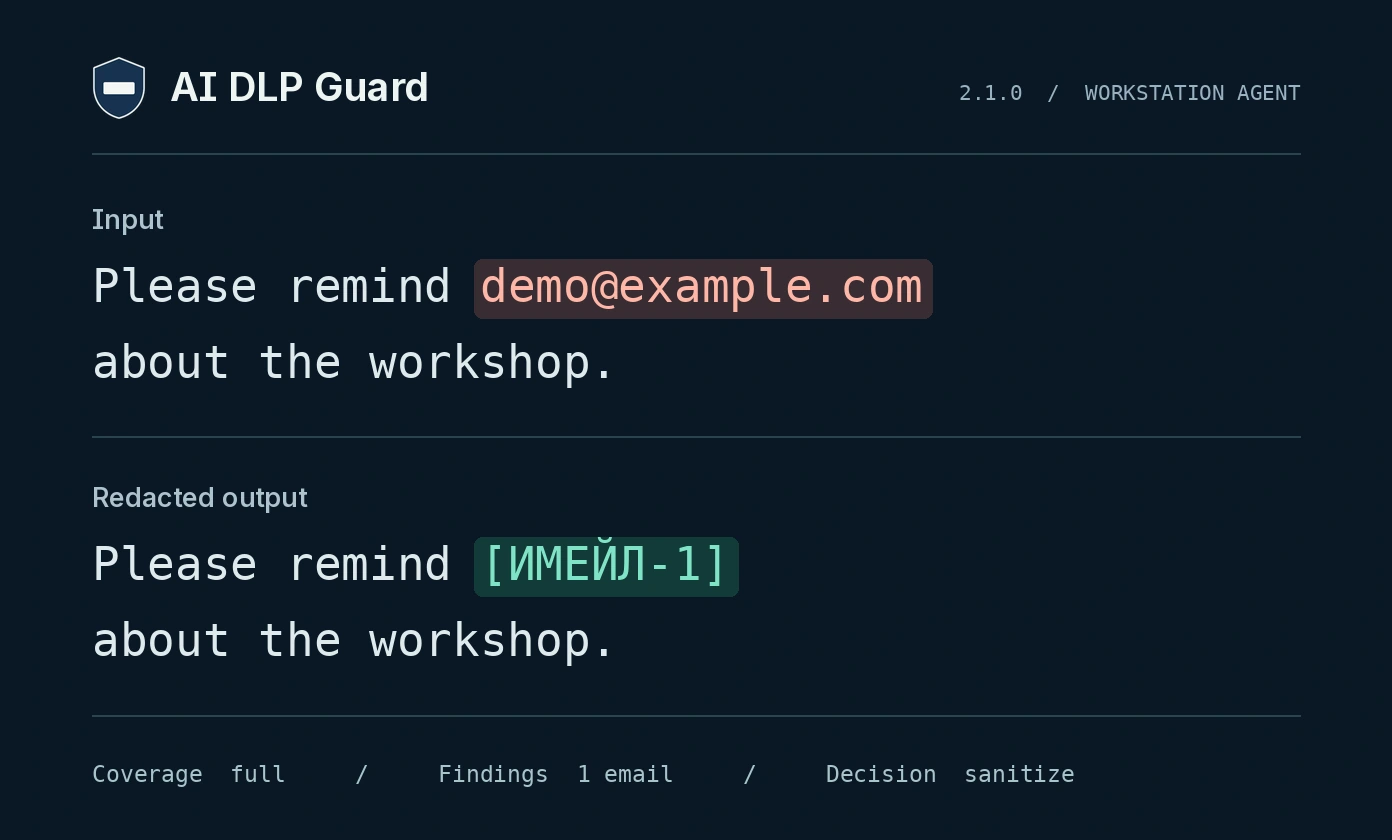 AI DLP Guard
2.1.0 / WORKSTATION AGENT
Input
Please remind demo@example.com
about the workshop.
Redacted output
Please remind [ИМЕЙЛ-1]
about the workshop.
Coverage full / Findings 1 email / Decision sanitize